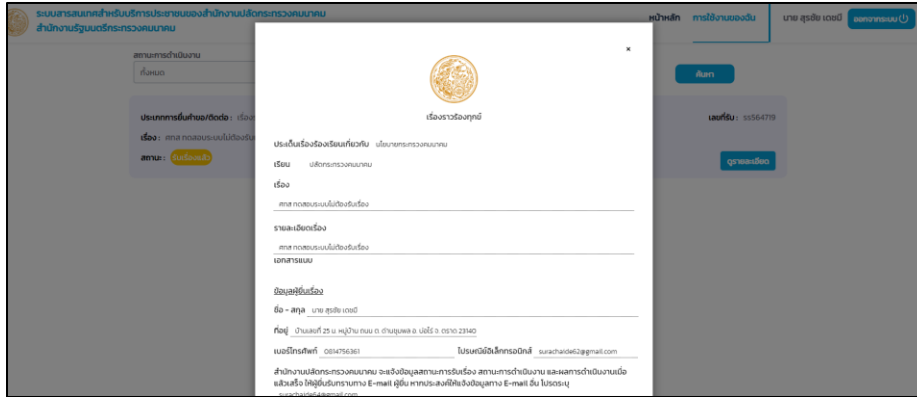 ระบบสารสนเทศสำหรับบริการประชาชนของสำนักงานปลัดกระทรวงคมนาคม
สำนักงานรัฐมนตรีกระทรวงคมนาคม
หน้าหลัก การใช้งานของฉัน นาย สุรชัย เดชมี ออกจากระบบ
สถานะการดำเนินงาน
ทั้งหมด
ค้นหา
ประเภทการยื่นคำขอ/ติดต่อ :
เลขที่รับ : รร564719
เรื่อง : ศทส ทดสอบระบบไม่ต้องรับ
สถานะ: รับเรื่องแล้ว
ดูรายละเอียด
×
เรื่องราวร้องทุกข์
ประเด็นเรื่องร้องเรียนเกี่ยวกับ นโยบายกระทรวงคมนาคม
เรียน ปลัดกระทรวงคมนาคม
เรื่อง
ศทส ทดสอบระบบไม่ต้องรับเรื่อง
รายละเอียดเรื่อง
ศทส ทดสอบระบบไม่ต้องรับเรื่อง
เอกสารแนบ
ข้อมูลผู้ยื่นเรื่อง
ชื่อ - สกุล นาย สุรชัย เดชมี
ที่อยู่ บ้านเลขที่ 25 ม. หมู่บ้าน ถนน ต. ด่านชุมพล อ. บ่อไร่ จ. ตราด 23140
เบอร์โทรศัพท์ 0814756361 ไปรษณีย์อิเล็กทรอนิกส์ surachaide62@gmail.com
สำนักงานปลัดกระทรวงคมนาคม จะแจ้งข้อมูลสถานะการรับเรื่อง สถานะการดำเนินงาน และผลการดำเนินงานเมื่อ
แล้วเสร็จ ให้ผู้ยื่นรับทราบทาง E-mail ผู้ยื่น หากประสงค์ให้แจ้งข้อมูลทาง E-mail อื่น โปรดระบุ
surachaide64@gmail.com